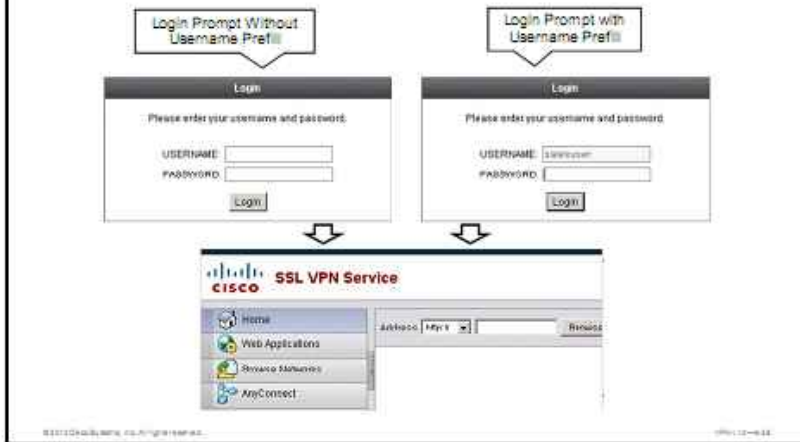 Login Prompt Without
Username Prefill
Login Prompt with
Username Prefill
Login
Please enter your username and password.
USERNAME:
PASSWORD:
Login
Login
Please enter your username and password.
USERNAME:
PASSWORD:
Login
CISCO SSL VPN Service
Home
Web Applications
Browse Networks
AnyConnect
Address
Browse